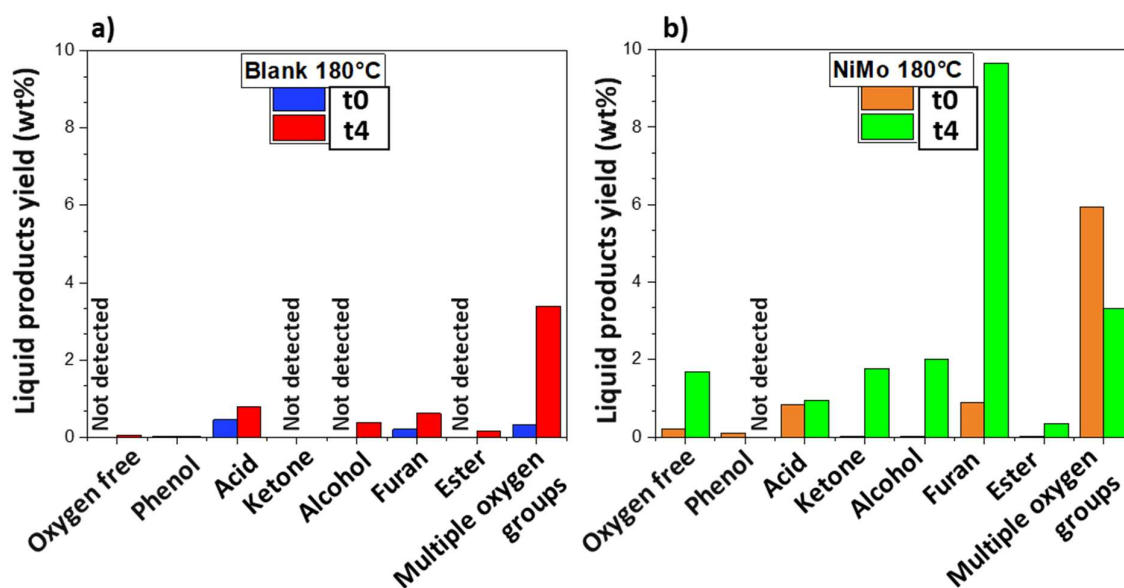 a)
Liquid products yield (wt%)
10
8
6
4
2
0
Blank 180°C
t0
t4
Not detected
Not detected
Not detected
Not detected
Oxygen free
Phenol
Acid
Ketone
Alcohol
Furan
Ester
Multiple oxygen
groups
b)
Liquid products yield (wt%)
10
8
6
4
2
0
NiMo 180°C
t0
t4
Not detected
Oxygen free
Phenol
Acid
Ketone
Alcohol
Furan
Ester
Multiple oxygen
groups